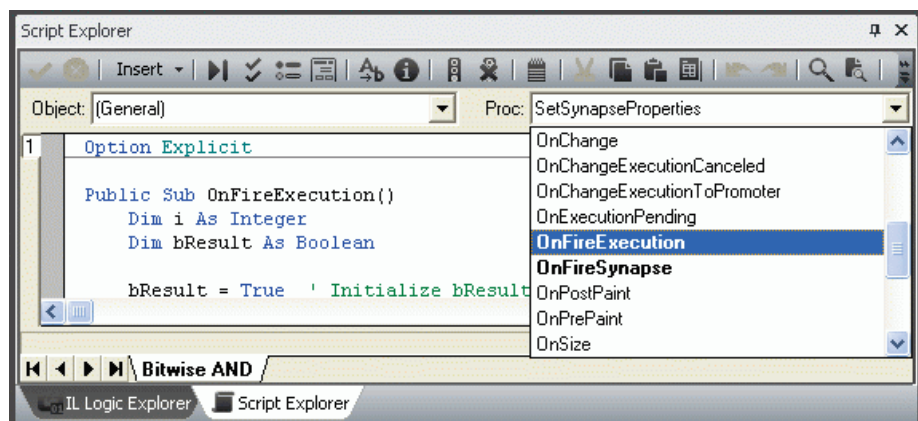 Script Explorer
Insert
Object: (General) Proc: SetSynapseProperties
1
Option Explicit
Public Sub OnFireExecution()
Dim i As Integer
Dim bResult As Boolean
bResult = True ' Initialize bResult
OnChange
OnChangeExecutionCanceled
OnChangeExecutionToPromoter
OnExecutionPending
OnFireExecution
OnFireSynapse
OnPostPaint
OnPrePaint
OnSize
Bitwise AND
IL Logic Explorer Script Explorer